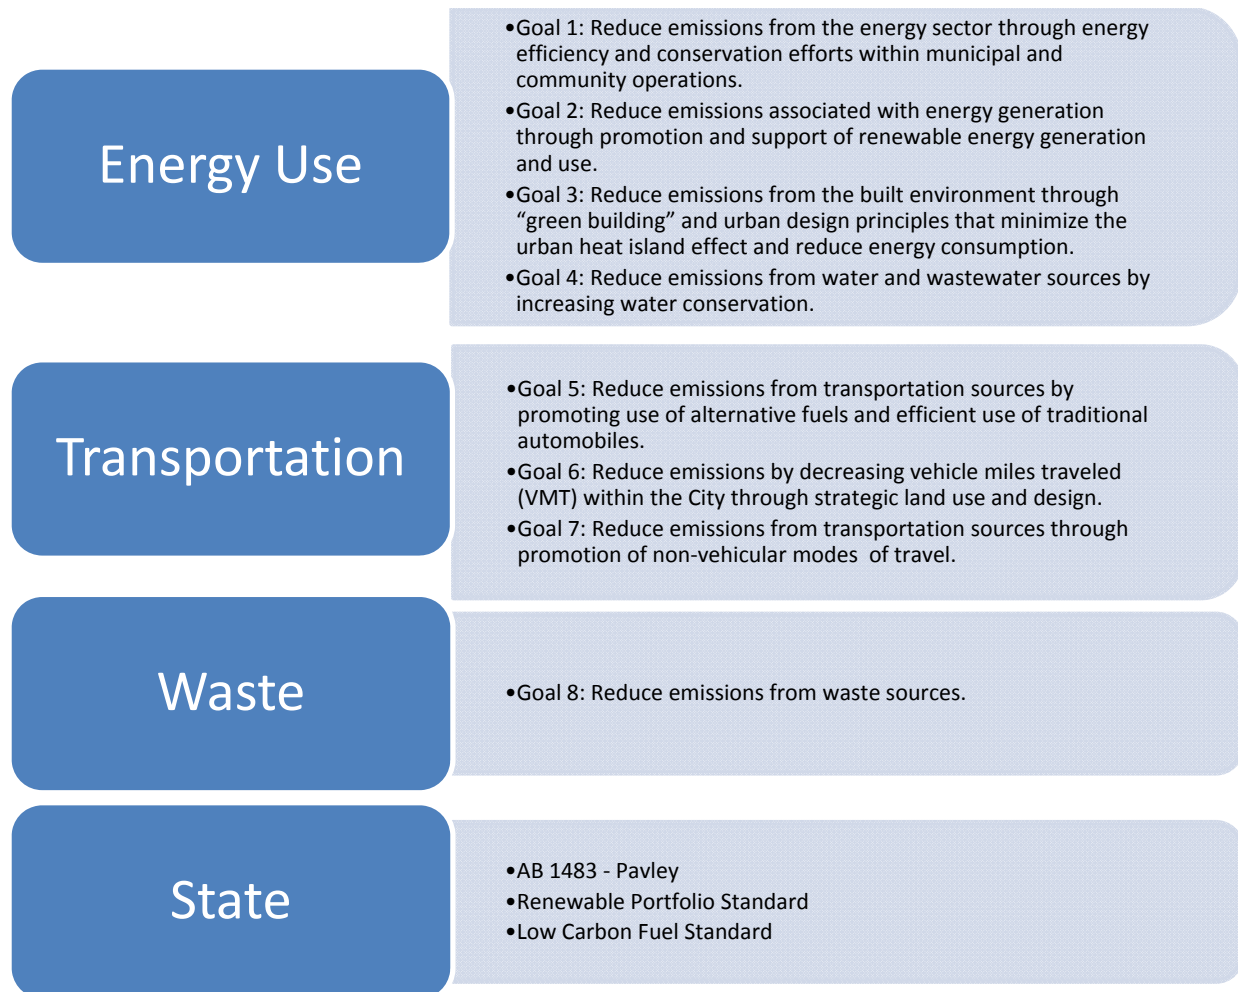 Energy Use
•Goal 1: Reduce emissions from the energy sector through energy
efficiency and conservation efforts within municipal and
community operations.
•Goal 2: Reduce emissions associated with energy generation
through promotion and support of renewable energy generation
and use.
•Goal 3: Reduce emissions from the built environment through
“green building” and urban design principles that minimize the
urban heat island effect and reduce energy consumption.
•Goal 4: Reduce emissions from water and wastewater sources by
increasing water conservation.
Transportation
•Goal 5: Reduce emissions from transportation sources by
promoting use of alternative fuels and efficient use of traditional
automobiles.
•Goal 6: Reduce emissions by decreasing vehicle miles traveled
(VMT) within the City through strategic land use and design.
•Goal 7: Reduce emissions from transportation sources through
promotion of non-vehicular modes  of travel.
Waste
•Goal 8: Reduce emissions from waste sources.
State
•AB 1483 - Pavley
•Renewable Portfolio Standard
•Low Carbon Fuel Standard